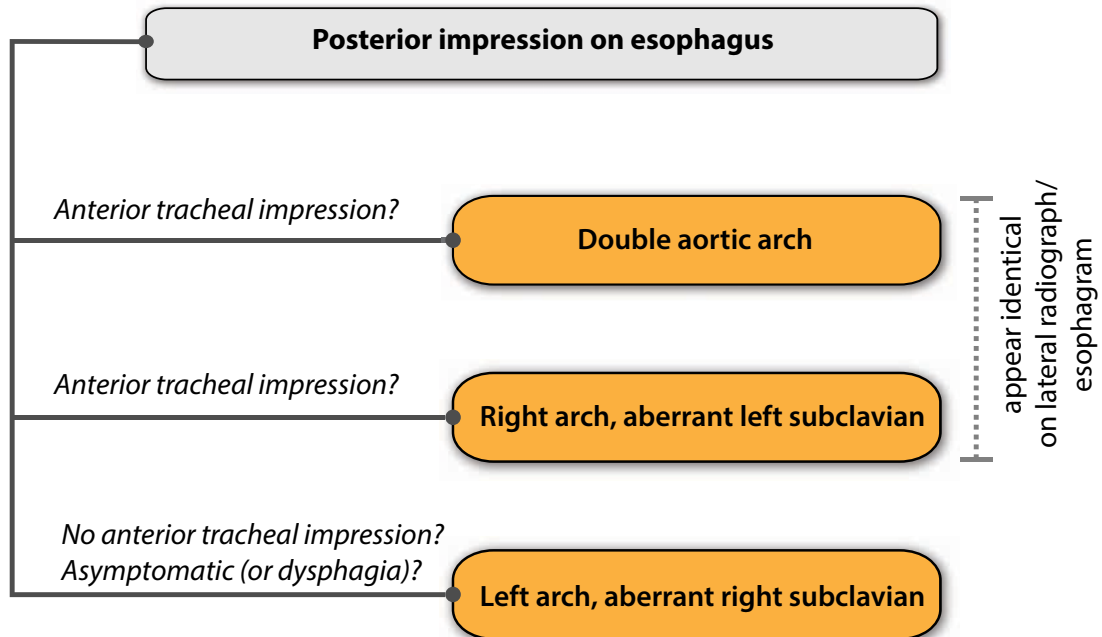 Posterior impression on esophagus
Anterior tracheal impression?
Double aortic arch
Anterior tracheal impression?
Right arch, aberrant left subclavian
appear identical
on lateral radiograph/
esophagram
No anterior tracheal impression?
Asymptomatic (or dysphagia)?
Left arch, aberrant right subclavian